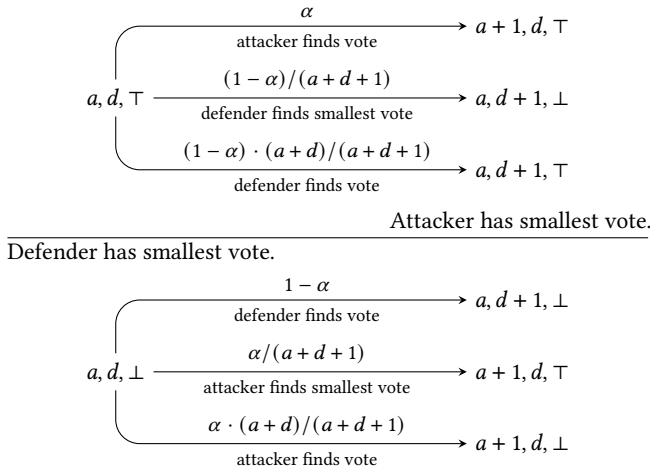 α
attacker finds vote
a + 1, d, ⊤
(1 − α)/(a + d + 1)
a, d, ⊤
defender finds smallest vote
a, d + 1, ⊥
(1 − α) · (a + d)/(a + d + 1)
defender finds vote
a, d + 1, ⊤
Attacker has smallest vote.
Defender has smallest vote.
1 − α
defender finds vote
a, d + 1, ⊥
α/(a + d + 1)
a, d, ⊥
attacker finds smallest vote
a + 1, d, ⊤
α · (a + d)/(a + d + 1)
attacker finds vote
a + 1, d, ⊥